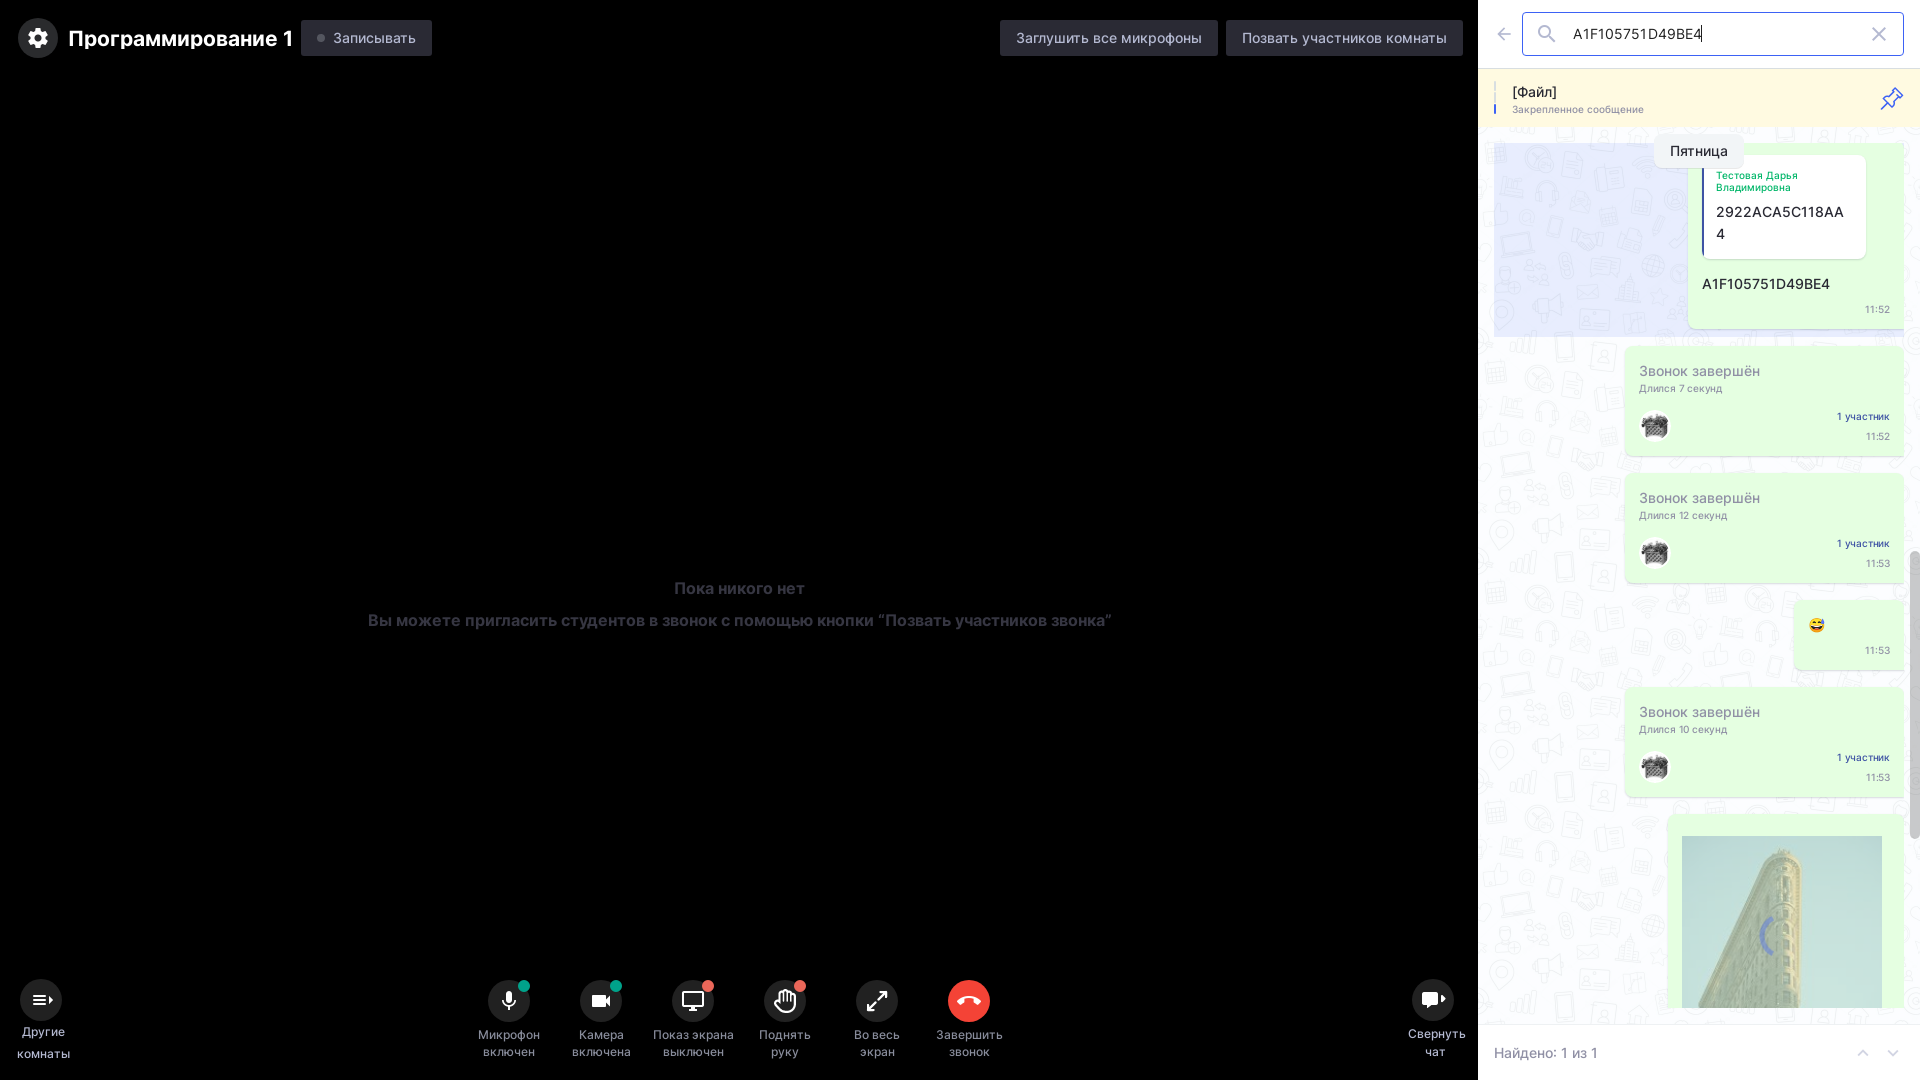 Программирование 1
Записывать
Заглушить все микрофоны
Позвать участников комнаты
A1F105751D49BE4
[Файл]
Закрепленное сообщение
Пятница
Тестовая Дарья
Владимировна
2922ACA5C118AA
4
A1F105751D49BE4
11:52
Звонок завершён
Длился 7 секунд
1 участник
11:52
Звонок завершён
Длился 12 секунд
1 участник
11:53
😅
11:53
Звонок завершён
Длился 10 секунд
1 участник
11:53
Пока никого нет
Вы можете пригласить студентов в звонок с помощью кнопки “Позвать участников звонка”
Другие
комнаты
Микрофон
включен
Камера
включена
Показ экрана
выключен
Поднять
руку
Во весь
экран
Завершить
звонок
Свернуть
чат
Найдено: 1 из 1